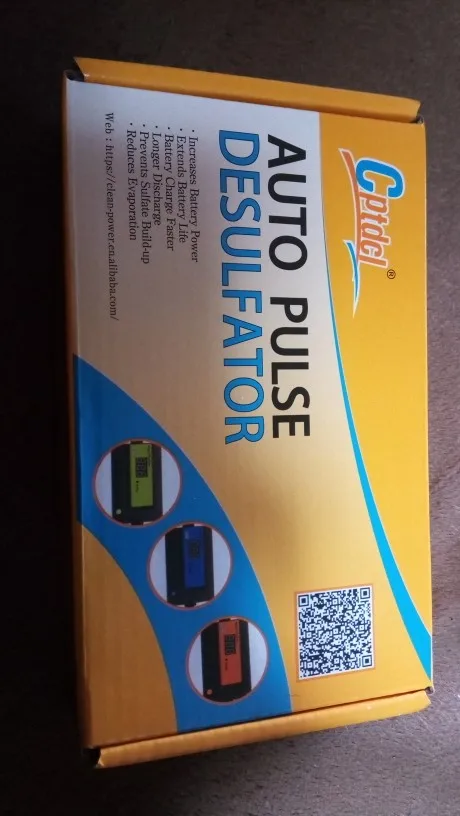 Cptdcl®
AUTO PULSE
DESULFATOR
· Increases Battery Power
· Extends Battery Life
· Battery Charge Faster
· Longer Discharge
· Prevents Sulfate Build-up
· Reduces Evaporation
Web : https://clean-power.en.alibaba.com/